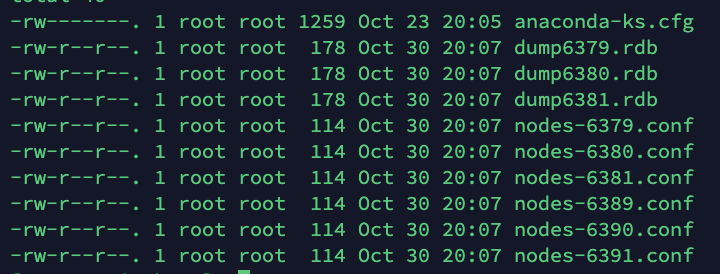 -rw-------. 1 root root 1259 Oct 23 20:05 anaconda-ks.cfg
-rw-r--r--. 1 root root  178 Oct 30 20:07 dump6379.rdb
-rw-r--r--. 1 root root  178 Oct 30 20:07 dump6380.rdb
-rw-r--r--. 1 root root  178 Oct 30 20:07 dump6381.rdb
-rw-r--r--. 1 root root  114 Oct 30 20:07 nodes-6379.conf
-rw-r--r--. 1 root root  114 Oct 30 20:07 nodes-6380.conf
-rw-r--r--. 1 root root  114 Oct 30 20:07 nodes-6381.conf
-rw-r--r--. 1 root root  114 Oct 30 20:07 nodes-6389.conf
-rw-r--r--. 1 root root  114 Oct 30 20:07 nodes-6390.conf
-rw-r--r--. 1 root root  114 Oct 30 20:07 nodes-6391.conf